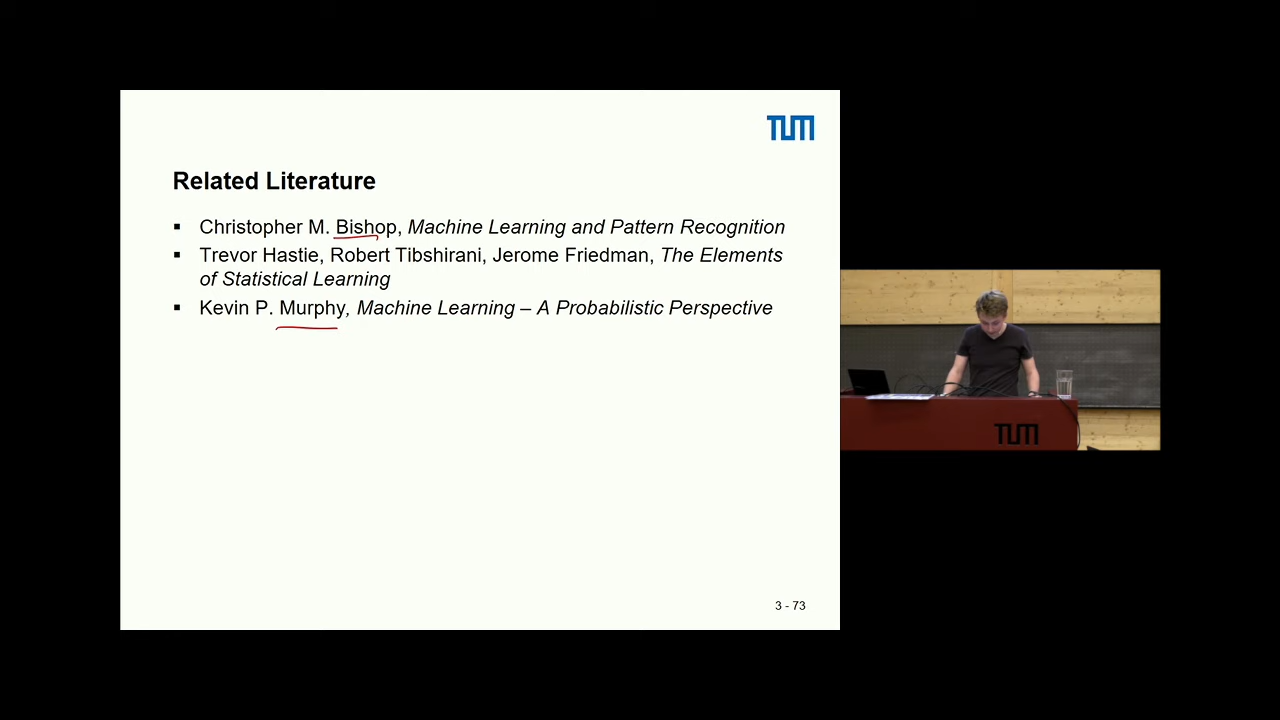 TUM
Related Literature
▪ Christopher M. Bishop, Machine Learning and Pattern Recognition
▪ Trevor Hastie, Robert Tibshirani, Jerome Friedman, The Elements
of Statistical Learning
▪ Kevin P. Murphy, Machine Learning – A Probabilistic Perspective
TUM
3 - 73